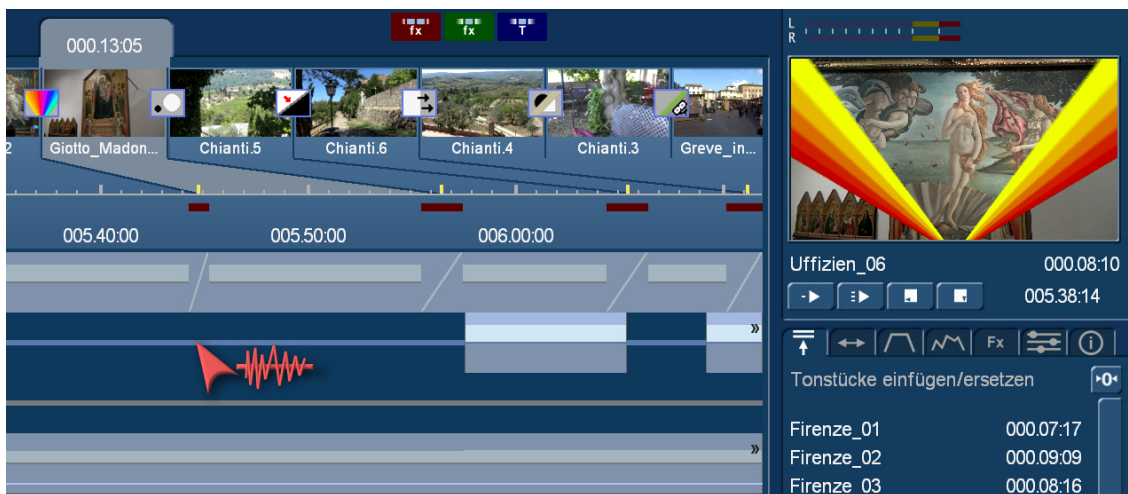 000.13:05
fx fx T
2 Giotto_Madon... Chianti.5 Chianti.6 Chianti.4 Chianti.3 Greve_in...
005.40:00 005.50:00 006.00:00
»
»
L
R
Uffizien_06 000.08:10
005.38:14
Fx
Tonstücke einfügen/ersetzen 0
Firenze_01 000.07:17
Firenze_02 000.09:09
Firenze_03 000.08:16